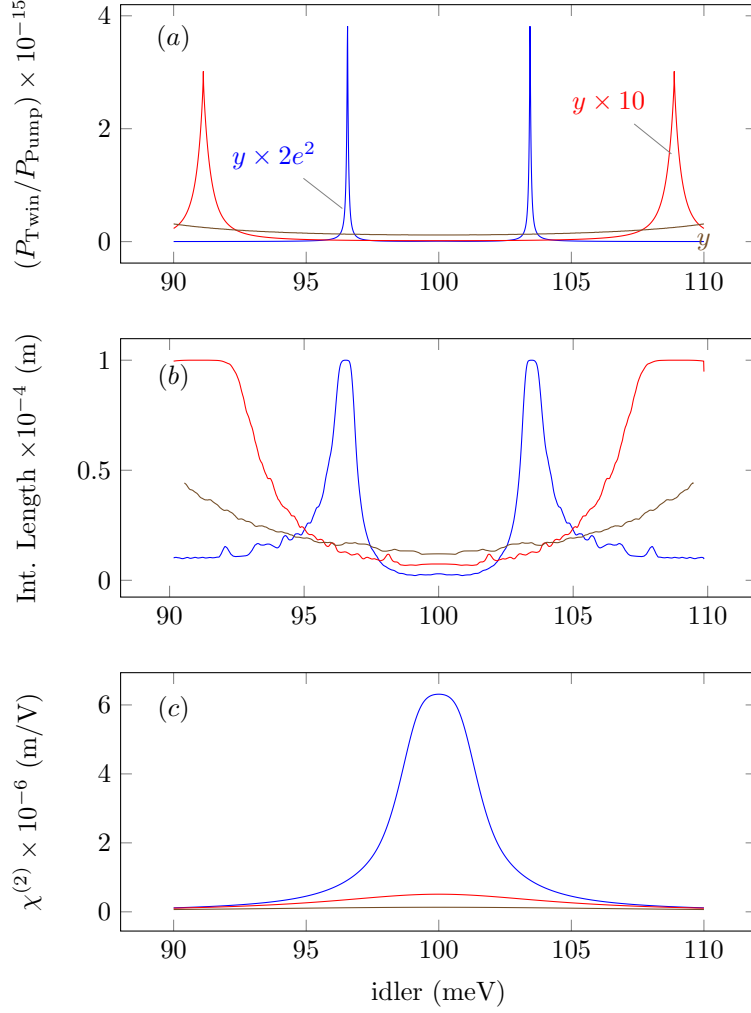 (P_Twin/P_Pump) × 10^−15
(a)
4
2
0
y × 2e^2
y × 10
y
90 95 100 105 110
Int. Length ×10^−4 (m)
(b)
1
0.5
0
90 95 100 105 110
χ^(2) × 10^−6 (m/V)
(c)
6
4
2
0
90 95 100 105 110
idler (meV)